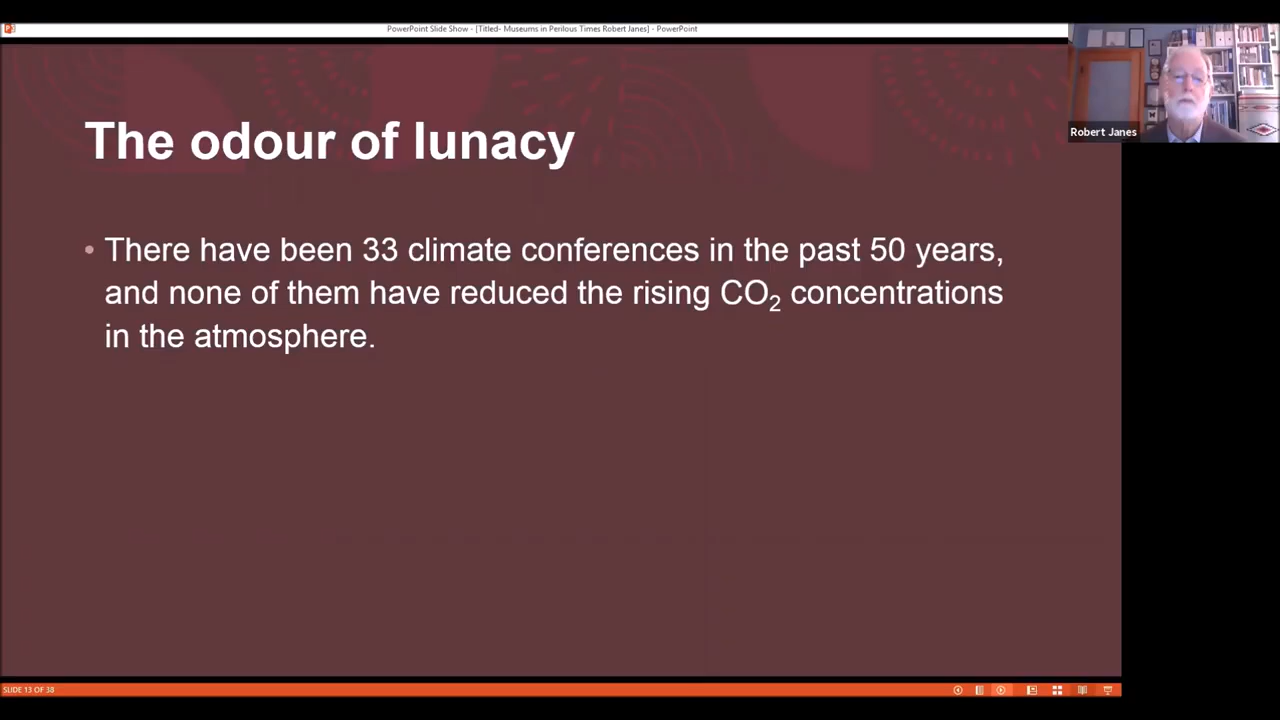 PowerPoint Slide Show - [Titled- Museums in Perilous Times Robert Janes] - PowerPoint
Robert Janes
The odour of lunacy
• There have been 33 climate conferences in the past 50 years,
and none of them have reduced the rising CO₂ concentrations
in the atmosphere.
SLIDE 13 OF 38